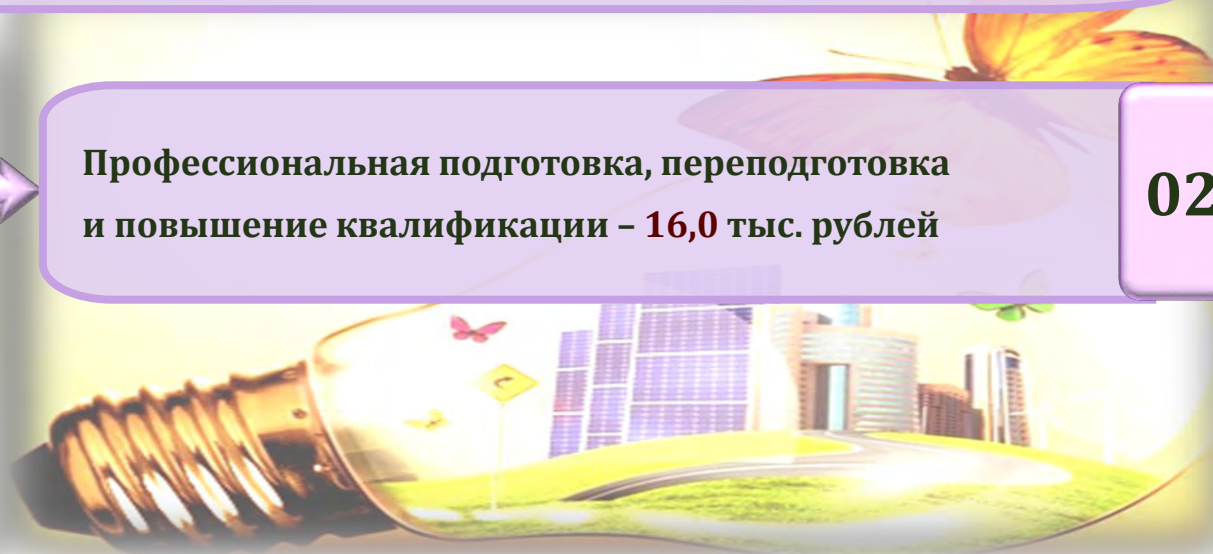 Профессиональная подготовка, переподготовка
и повышение квалификации – 16,0 тыс. рублей
02